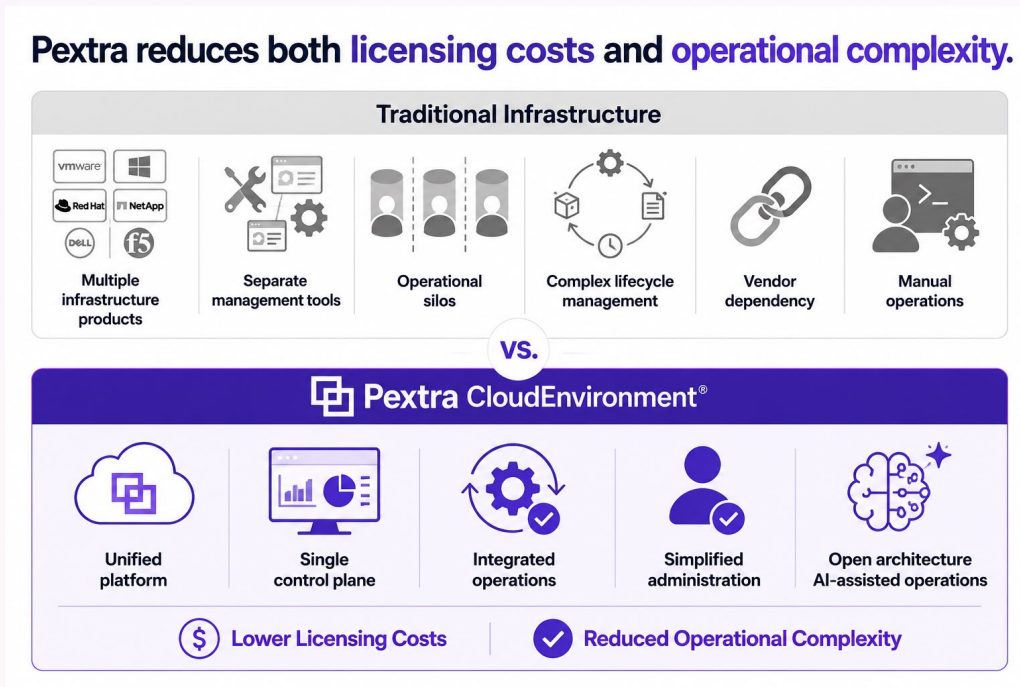 Pextra reduces both licensing costs and operational complexity.
Traditional Infrastructure
vmware
Red Hat
NetApp
DELL
f5
Multiple
infrastructure
products
Separate
management tools
Operational
silos
Complex lifecycle
management
Vendor
dependency
Manual
operations
VS.
Pextra CloudEnvironment®
Unified
platform
Single
control plane
Integrated
operations
Simplified
administration
Open architecture
AI-assisted operations
$ Lower Licensing Costs
Reduced Operational Complexity